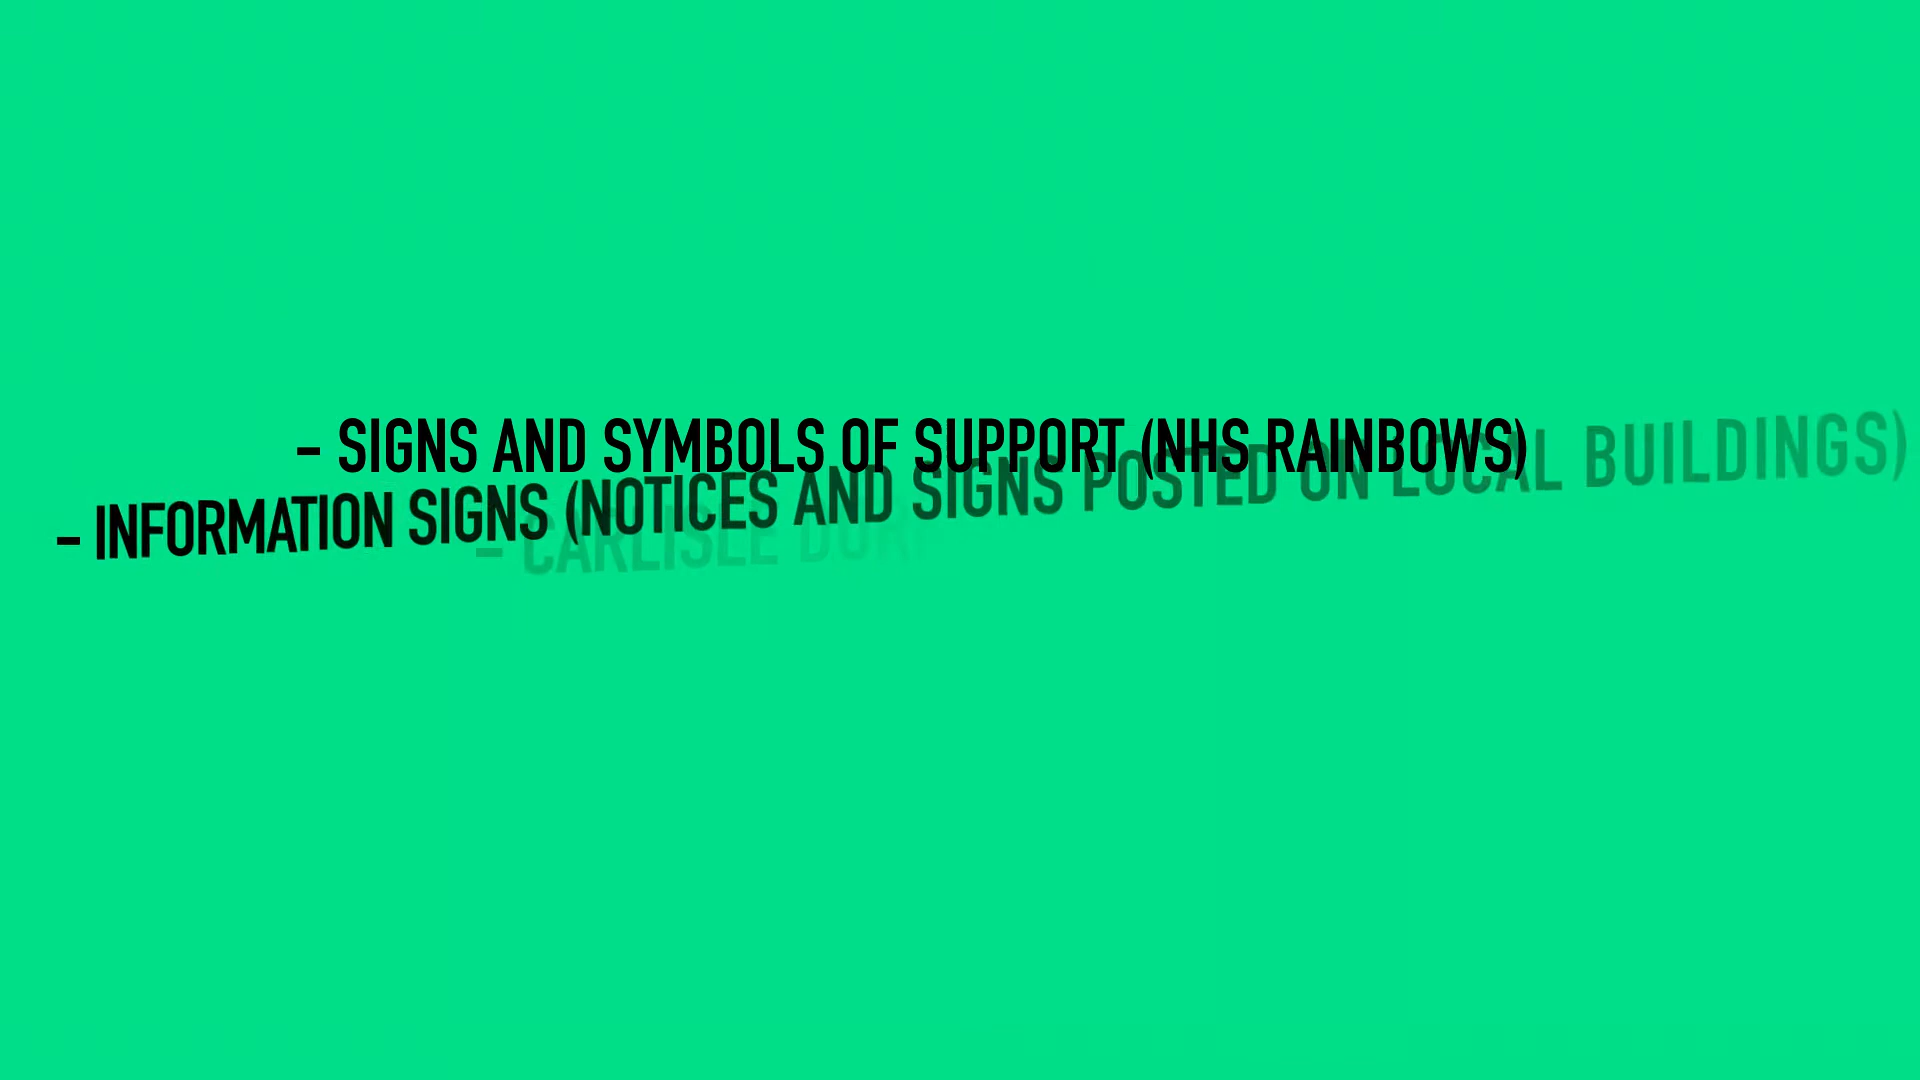 – SIGNS AND SYMBOLS OF SUPPORT (NHS RAINBOWS)
– INFORMATION SIGNS (NOTICES AND SIGNS POSTED ON LOCAL BUILDINGS)
– CARLISLE